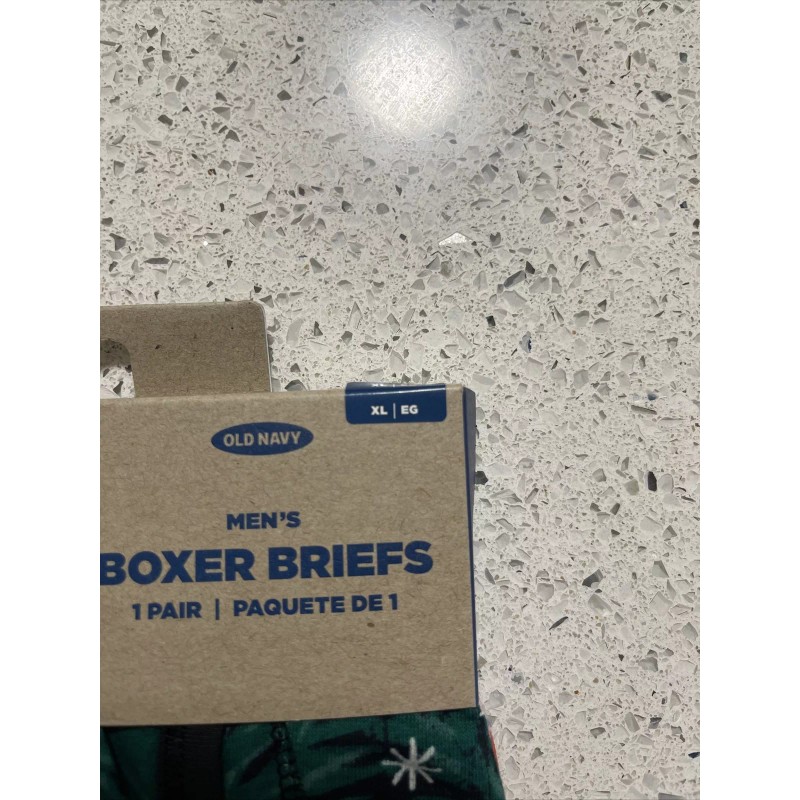 XL | EG
OLD NAVY
MEN'S
BOXER BRIEFS
1 PAIR | PAQUETE DE 1